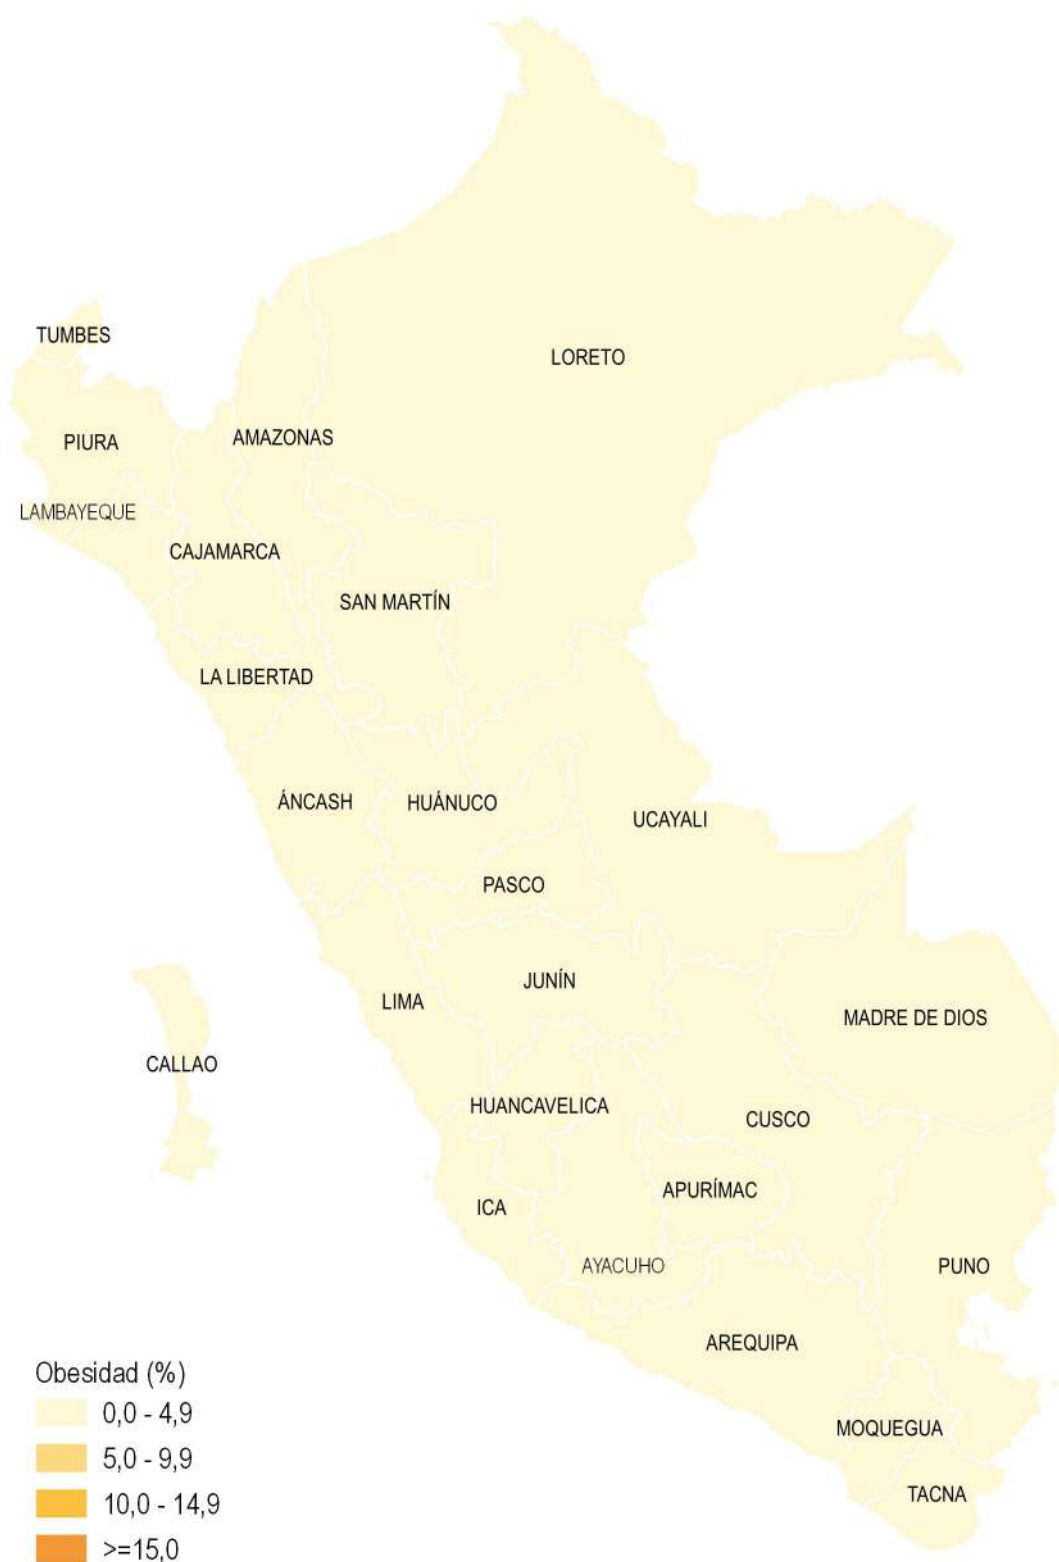 TUMBES
LORETO
PIURA
AMAZONAS
LAMBAYEQUE
CAJAMARCA
SAN MARTÍN
LA LIBERTAD
ÁNCASH
HUÁNUCO
UCAYALI
PASCO
JUNÍN
LIMA
MADRE DE DIOS
CALLAO
HUANCAVELICA
CUSCO
APURÍMAC
ICA
AYACUHO
PUNO
AREQUIPA
MOQUEGUA
TACNA
Obesidad (%)
0,0 - 4,9
5,0 - 9,9
10,0 - 14,9
>=15,0